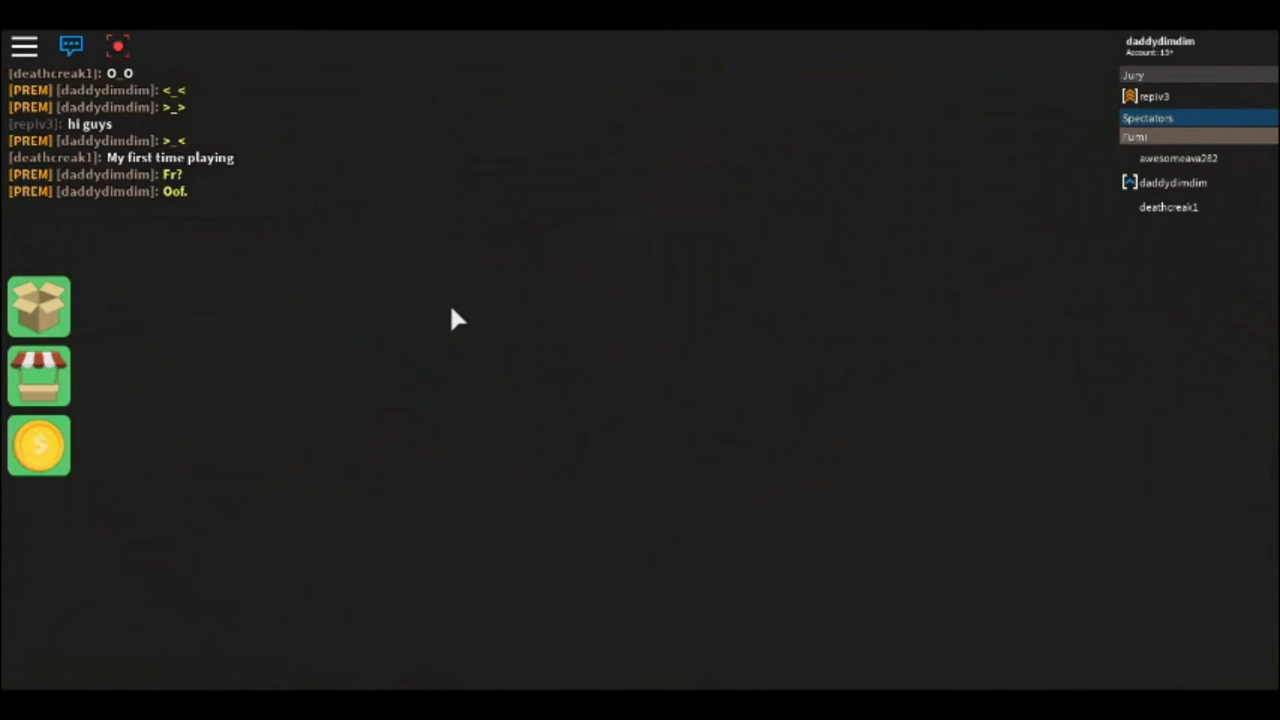 [deathcreak1]: O_O
[PREM] [daddydimdim]: <_<
[PREM] [daddydimdim]: >_>
[repiv3]: hi guys
[PREM] [daddydimdim]: >_<
[deathcreak1]: My first time playing
[PREM] [daddydimdim]: Fr?
[PREM] [daddydimdim]: Oof.
daddydimdim
Account: 13+
Jury
repiv3
Spectators
Fumi
awesomeava282
daddydimdim
deathcreak1